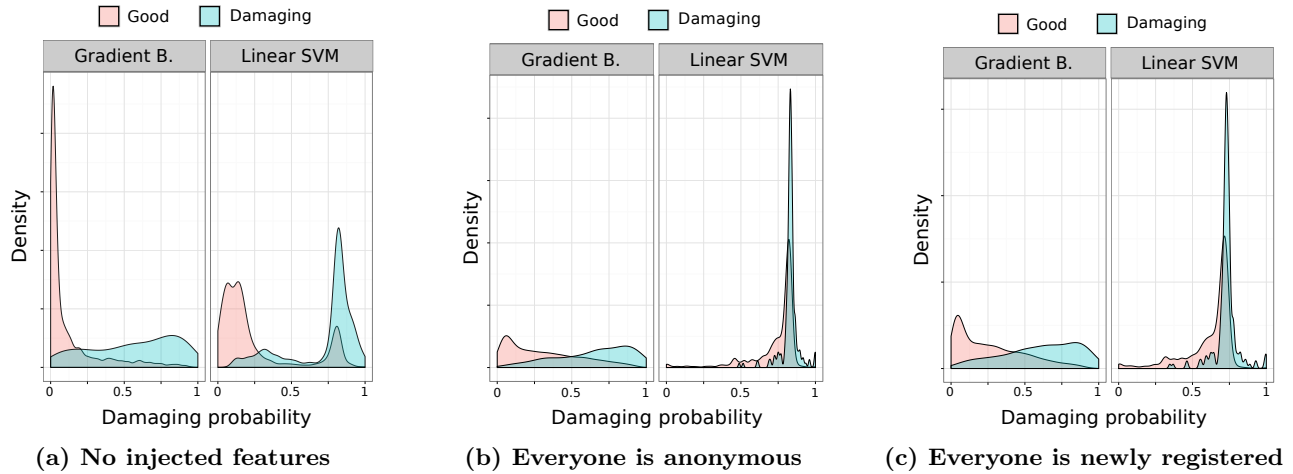 Good Damaging
Gradient B. Linear SVM
Density
0 0.5 1 0 0.5 1
Damaging probability
(a) No injected features
Good Damaging
Gradient B. Linear SVM
Density
0 0.5 1 0 0.5 1
Damaging probability
(b) Everyone is anonymous
Good Damaging
Gradient B. Linear SVM
Density
0 0.5 1 0 0.5 1
Damaging probability
(c) Everyone is newly registered